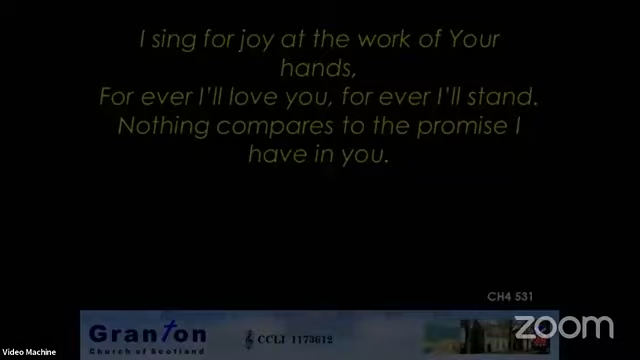 I sing for joy at the work of Your
hands,
For ever I'll love you, for ever I'll stand.
Nothing compares to the promise I
have in you.
CH4 531
Granton
Church of Scotland
CCLI 1173612
zoom
Video Machine